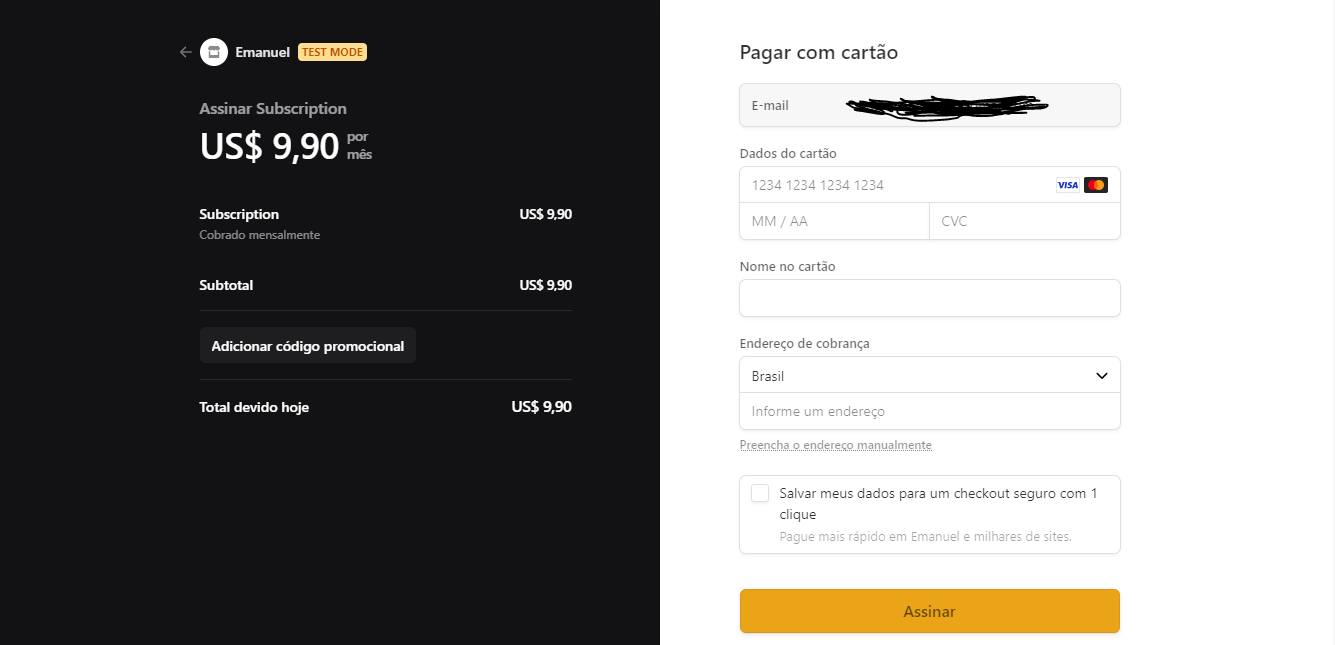 Emanuel TEST MODE
Assinar Subscription
US$ 9,90 por mês
Subscription US$ 9,90
Cobrado mensalmente
Subtotal US$ 9,90
Adicionar código promocional
Total devido hoje US$ 9,90
Pagar com cartão
E-mail
Dados do cartão
1234 1234 1234 1234 VISA
MM / AA CVC
Nome no cartão
Endereço de cobrança
Brasil
Informe um endereço
Preencha o endereço manualmente
Salvar meus dados para um checkout seguro com 1
clique
Pague mais rápido em Emanuel e milhares de sites.
Assinar